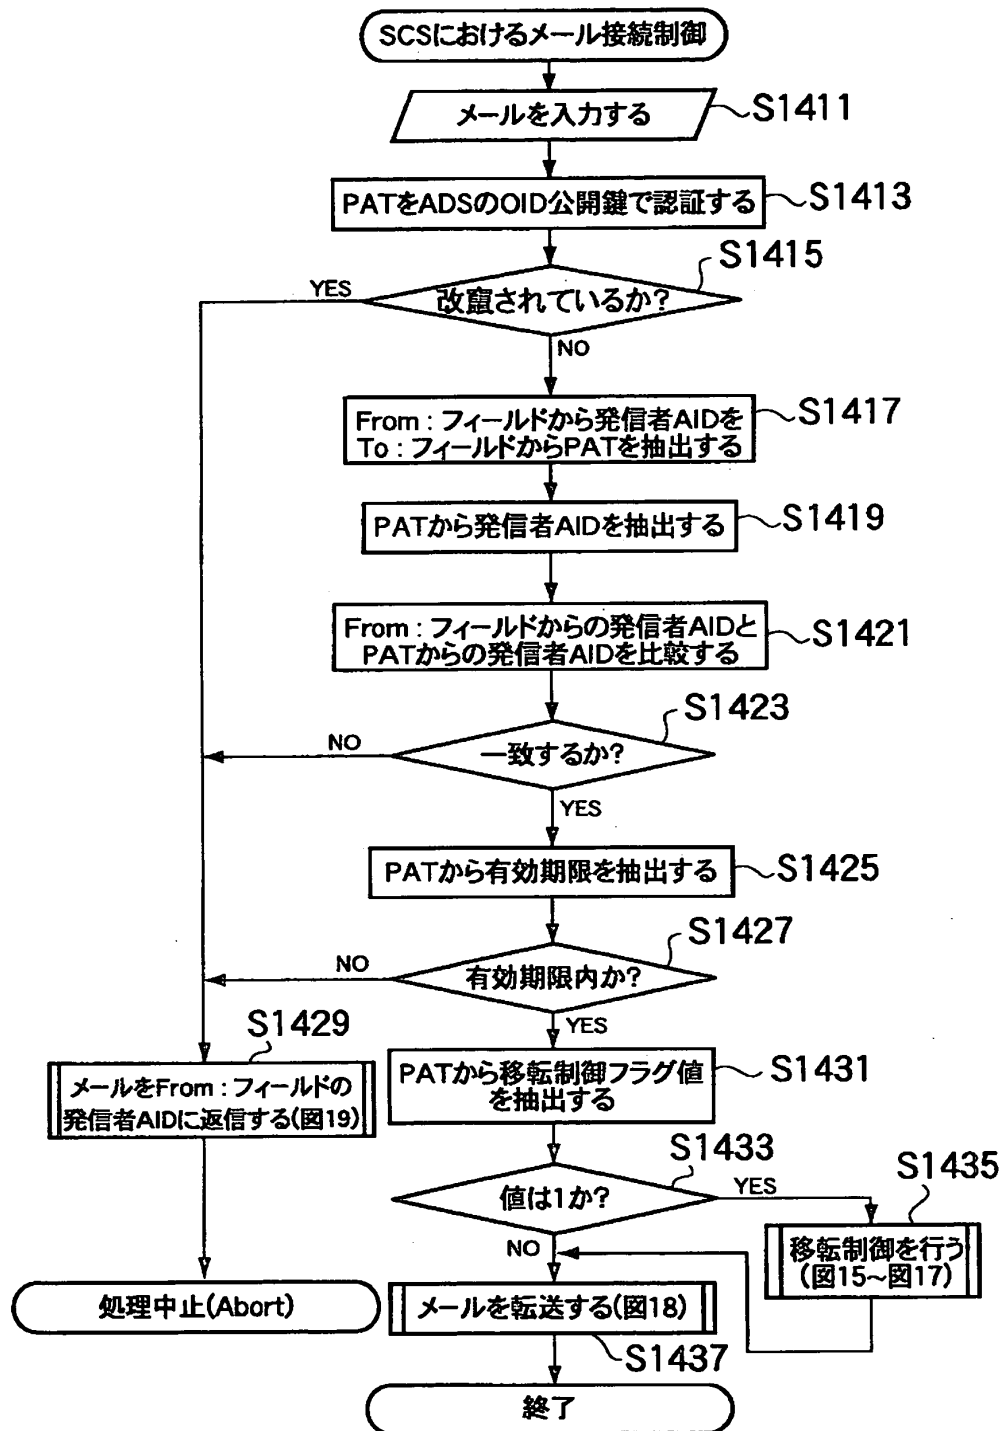 SCSにおけるメール接続制御
メールを入力する
S1411
PATをADSのOID公開鍵で認証する
S1413
S1415
YES
改竄されているか?
NO
From:フィールドから発信者AIDを
To:フィールドからPATを抽出する
S1417
PATから発信者AIDを抽出する
S1419
From:フィールドからの発信者AIDと
PATからの発信者AIDを比較する
S1421
S1423
NO
一致するか?
YES
PATから有効期限を抽出する
S1425
S1427
NO
有効期限内か?
YES
S1429
メールをFrom:フィールドの
発信者AIDに返信する(図19)
PATから移転制御フラグ値
を抽出する
S1431
S1433
値は1か?
YES
S1435
NO
移転制御を行う
(図15~図17)
処理中止(Abort)
メールを転送する(図18)
S1437
終了